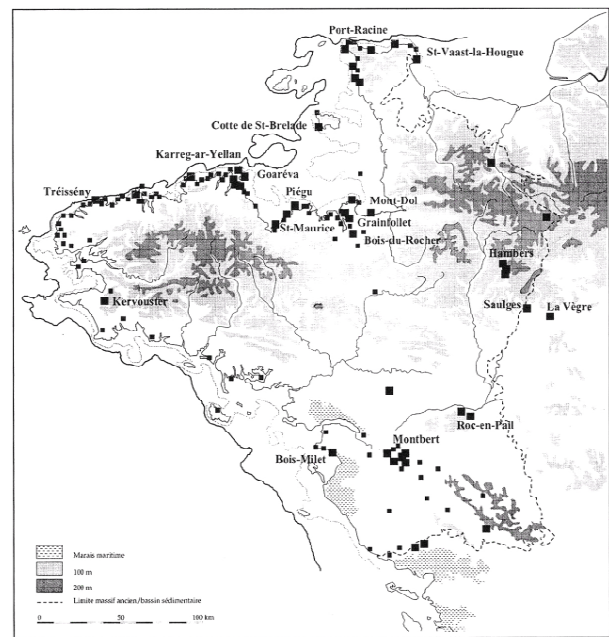 Port-Racine
St-Vaast-la-Hougue
Cotte de St-Brelade
Karreg-ar-Yellan
Goaréva
Tréissény
Piégu
Mont-Dol
Grainfollet
St-Maurice
Bois-du-Rocher
Hambers
Kervouster
Saulges
La Vègre
Roc-en-Pail
Montbert
Bois-Milet
Marais maritime
100 m
200 m
Limite massif ancien/bassin sédimentaire
0 50 100 km